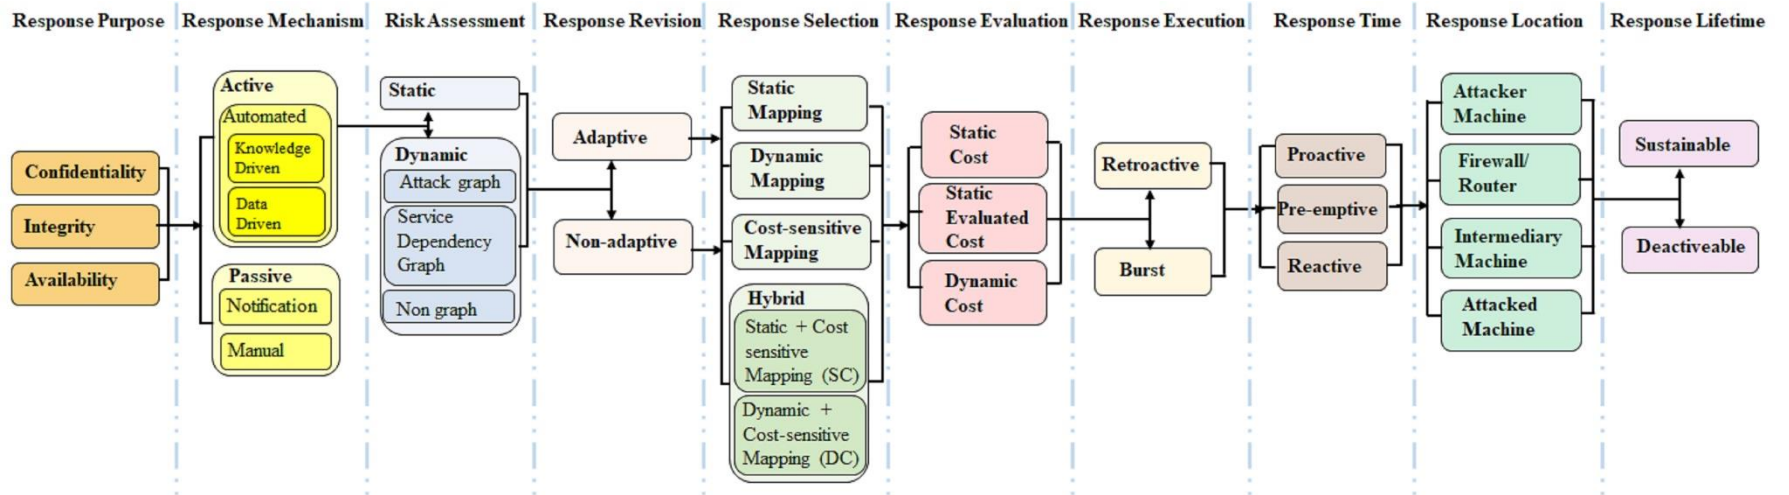 Response Purpose
Response Mechanism
Risk Assessment
Response Revision
Response Selection
Response Evaluation
Response Execution
Response Time
Response Location
Response Lifetime
Confidentiality
Integrity
Availability
Active
Automated
Knowledge
Driven
Data
Driven
Passive
Notification
Manual
Static
Dynamic
Attack graph
Service
Dependency
Graph
Non graph
Adaptive
Non-adaptive
Static
Mapping
Dynamic
Mapping
Cost-sensitive
Mapping
Hybrid
Static + Cost
sensitive
Mapping (SC)
Dynamic +
Cost-sensitive
Mapping (DC)
Static
Cost
Static
Evaluated
Cost
Dynamic
Cost
Retroactive
Burst
Proactive
Pre-emptive
Reactive
Attacker
Machine
Firewall/
Router
Intermediary
Machine
Attacked
Machine
Sustainable
Deactiveable